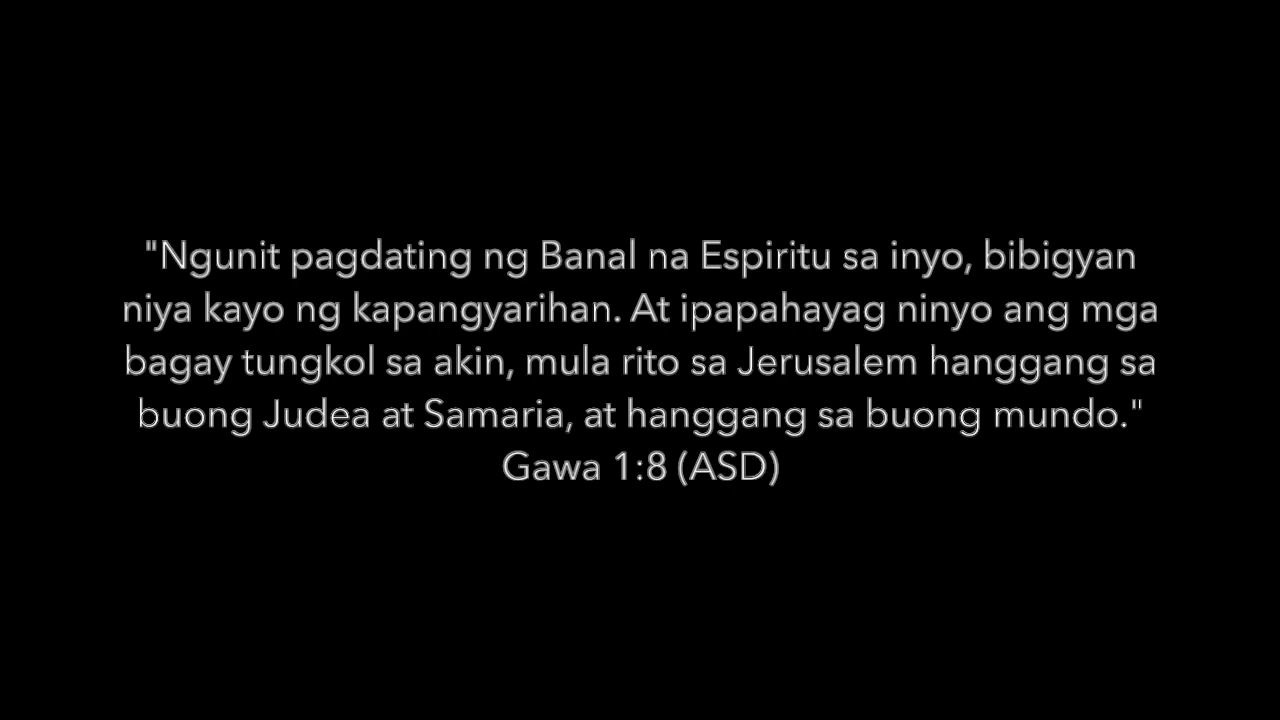 "Ngunit pagdating ng Banal na Espiritu sa inyo, bibigyan
niya kayo ng kapangyarihan. At ipapahayag ninyo ang mga
bagay tungkol sa akin, mula rito sa Jerusalem hanggang sa
buong Judea at Samaria, at hanggang sa buong mundo."
Gawa 1:8 (ASD)